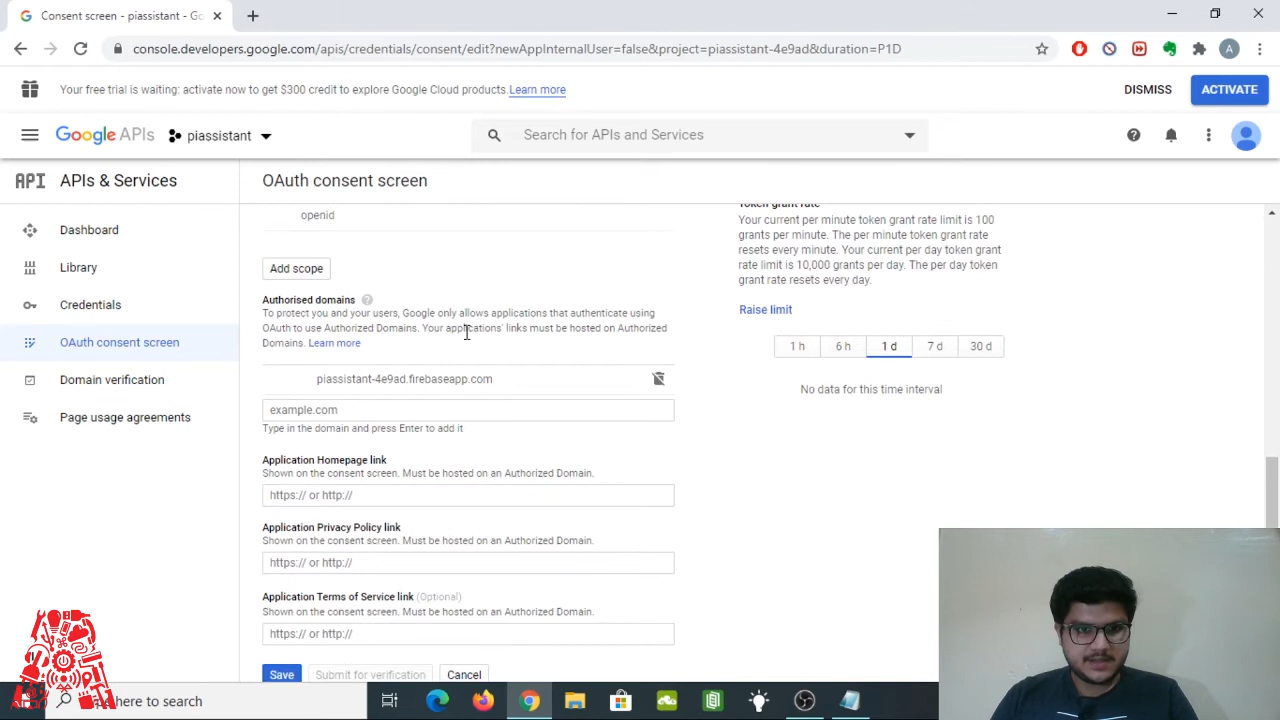 Consent screen - piassistant - Go
console.developers.google.com/apis/credentials/consent/edit?newAppInternalUser=false&project=piassistant-4e9ad&duration=P1D
A
Your free trial is waiting: activate now to get $300 credit to explore Google Cloud products. Learn more
DISMISS
ACTIVATE
Google APIs
piassistant
Search for APIs and Services
API
APIs & Services
Dashboard
Library
Credentials
OAuth consent screen
Domain verification
Page usage agreements
OAuth consent screen
openid
Add scope
Authorised domains
To protect you and your users, Google only allows applications that authenticate using
OAuth to use Authorized Domains. Your applications' links must be hosted on Authorized
Domains. Learn more
piassistant-4e9ad.firebaseapp.com
example.com
Type in the domain and press Enter to add it
Application Homepage link
Shown on the consent screen. Must be hosted on an Authorized Domain.
https:// or http://
Application Privacy Policy link
Shown on the consent screen. Must be hosted on an Authorized Domain.
https:// or http://
Application Terms of Service link (Optional)
Shown on the consent screen. Must be hosted on an Authorized Domain.
https:// or http://
Save
Submit for verification
Cancel
Token grant rate
Your current per minute token grant rate limit is 100
grants per minute. The per minute token grant rate
resets every minute. Your current per day token grant
rate limit is 10,000 grants per day. The per day token
grant rate resets every day.
Raise limit
1 h
6 h
1 d
7 d
30 d
No data for this time interval
here to search